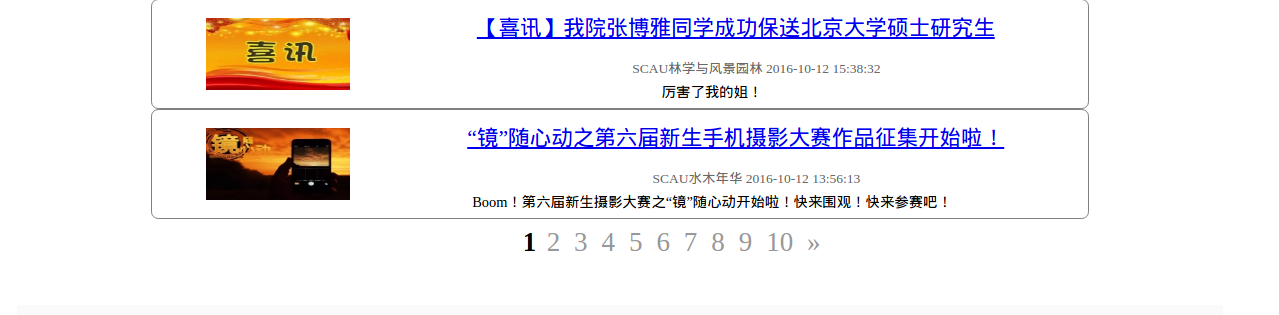 喜讯
【喜讯】我院张博雅同学成功保送北京大学硕士研究生
SCAU林学与风景园林 2016-10-12 15:38:32
厉害了我的姐！
镜
“镜”随心动之第六届新生手机摄影大赛作品征集开始啦！
SCAU水木年华 2016-10-12 13:56:13
Boom！第六届新生摄影大赛之“镜”随心动开始啦！快来围观！快来参赛吧！
1 2 3 4 5 6 7 8 9 10 »